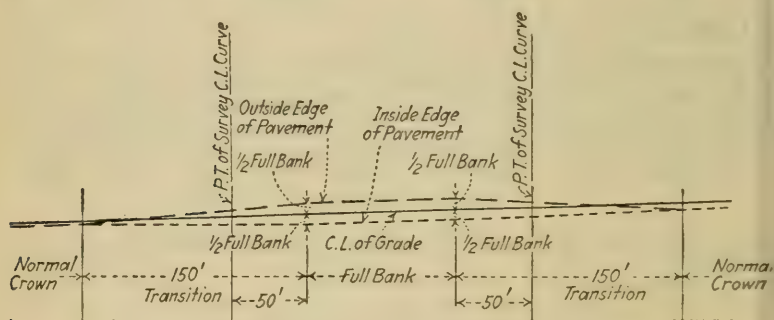 P.T. of Survey C.L. Curve
P.T. of Survey C.L. Curve
Outside Edge
of Pavement
Inside Edge
of Pavement
½ Full Bank
½ Full Bank
½ Full Bank
C.L. of Grade
½ Full Bank
Normal
Crown
150'
Transition
Full Bank
150'
Transition
Normal
Crown
50'
50'